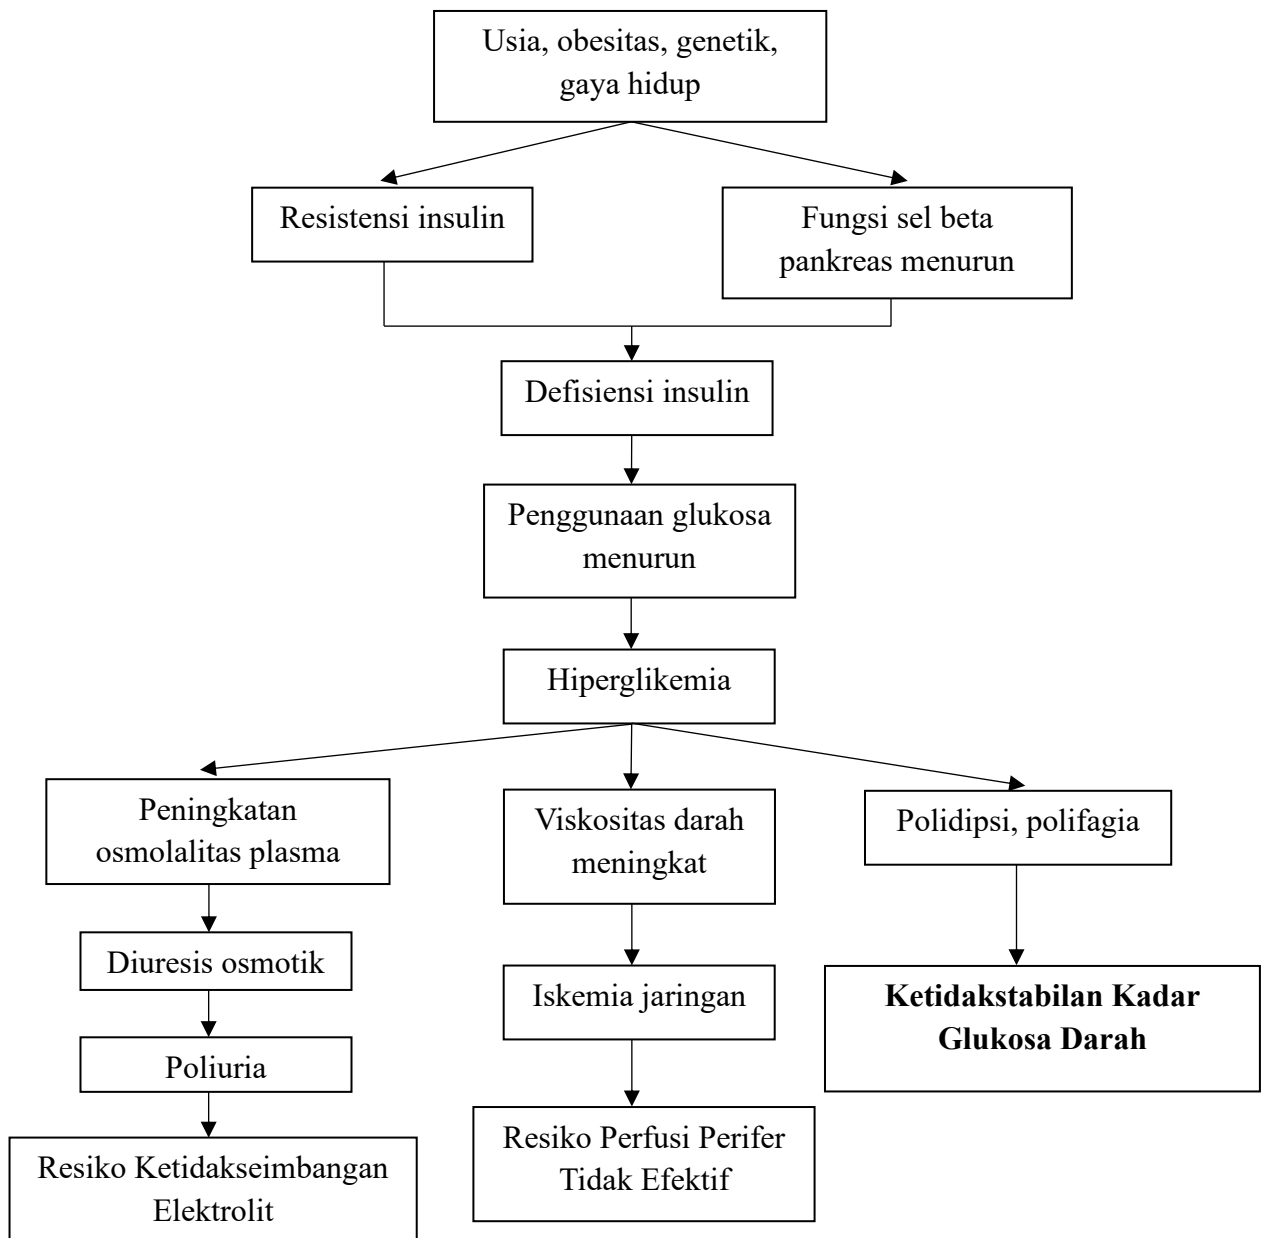 Usia, obesitas, genetik,
gaya hidup
Resistensi insulin
Fungsi sel beta
pankreas menurun
Defisiensi insulin
Penggunaan glukosa
menurun
Hiperglikemia
Peningkatan
osmolalitas plasma
Viskositas darah
meningkat
Polidipsi, polifagia
Diuresis osmotik
Iskemia jaringan
Ketidakstabilan Kadar
Glukosa Darah
Poliuria
Resiko Perfusi Perifer
Tidak Efektif
Resiko Ketidakseimbangan
Elektrolit